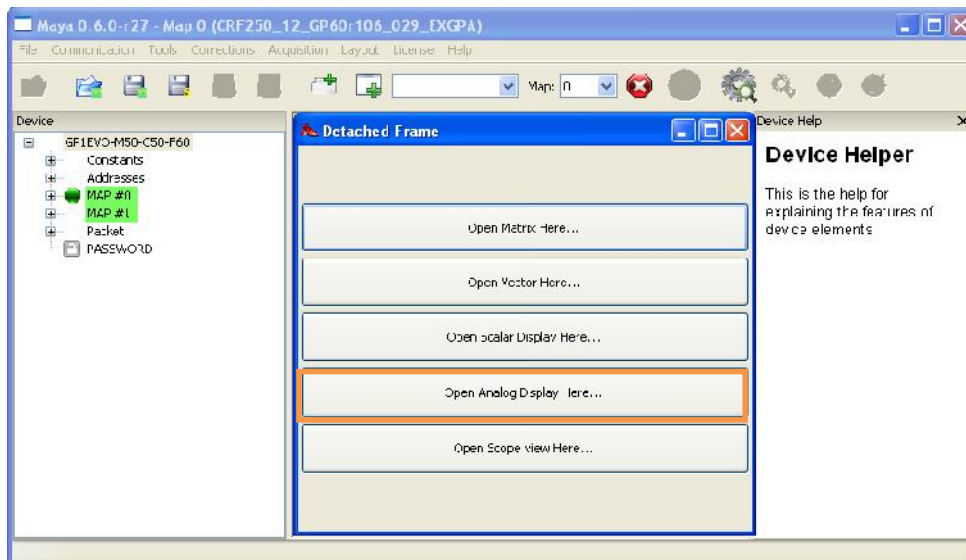 Maya 0.6.0-r27 - Map 0 (CRF250_12_GP60r106_029_EXGPA)
File Communication Tools Corrections Acquisition Layout License Help
Map: 0
Device
GF1EVO-M50-C50-F60
Constants
Addresses
MAP #0
MAP #1
Packet
PASSWORD
Detached Frame
Open Matrix Here...
Open Vector Here...
Open Scalar Display Here...
Open Analog Display Here...
Open Scope view Here...
Device Help
Device Helper
This is the help for
explaining the features of
device elements